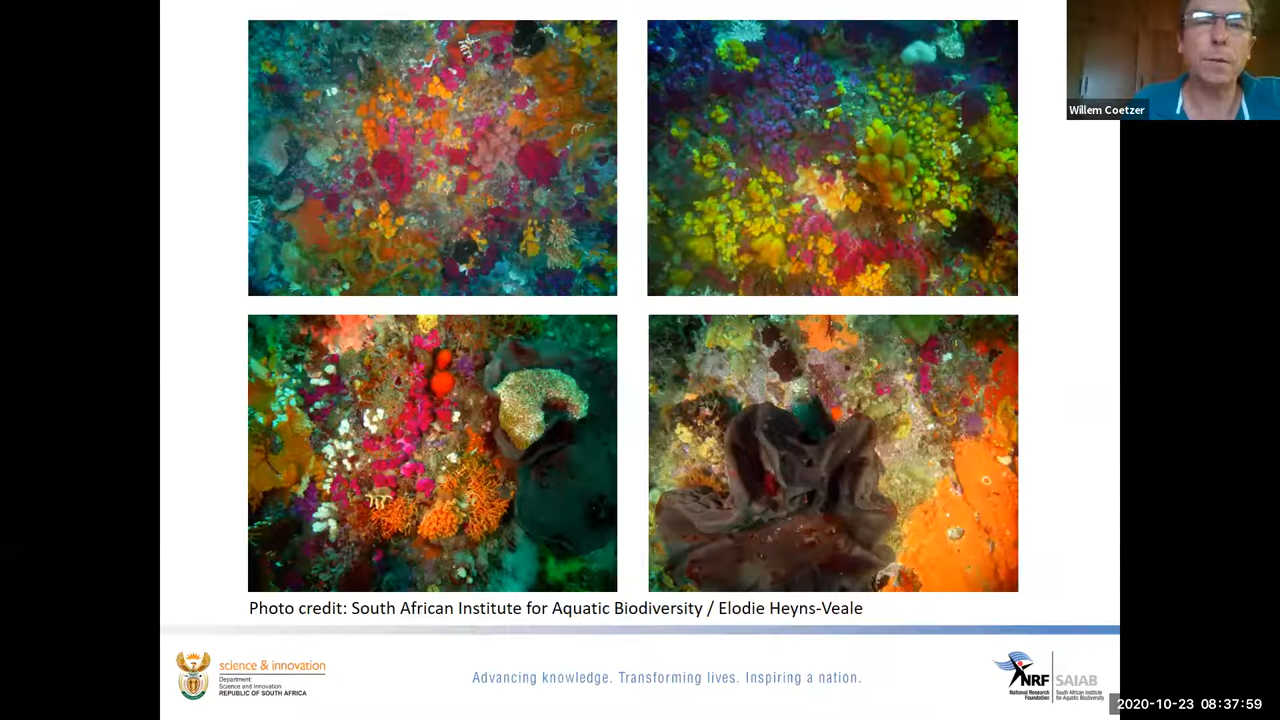 Willem Coetzer
Photo credit: South African Institute for Aquatic Biodiversity / Elodie Heyns-Veale
science & innovation
Department:
Science and Innovation
REPUBLIC OF SOUTH AFRICA
Advancing knowledge. Transforming lives. Inspiring a nation.
NRF SAIAB
National Research
Foundation
South African Institute
for Aquatic Biodiversity
2020-10-23 08:37:59